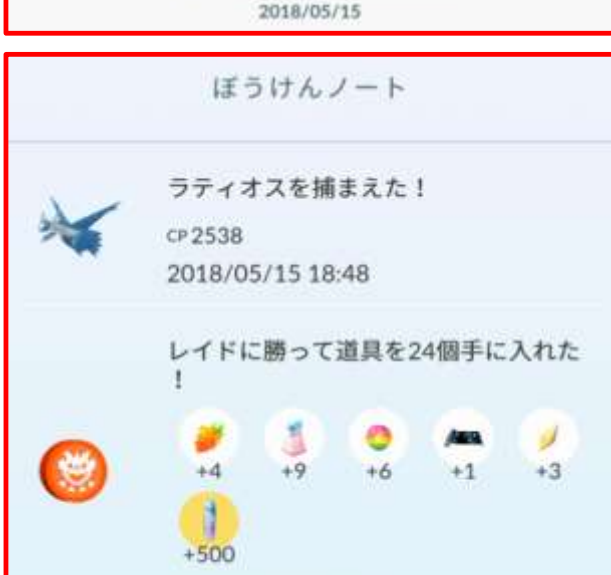 2018/05/15
ぼうけんノート
ラティオスを捕まえた！
CP 2538
2018/05/15 18:48
レイドに勝って道具を24個手に入れた
！
+4 +9 +6 +1 +3
+500